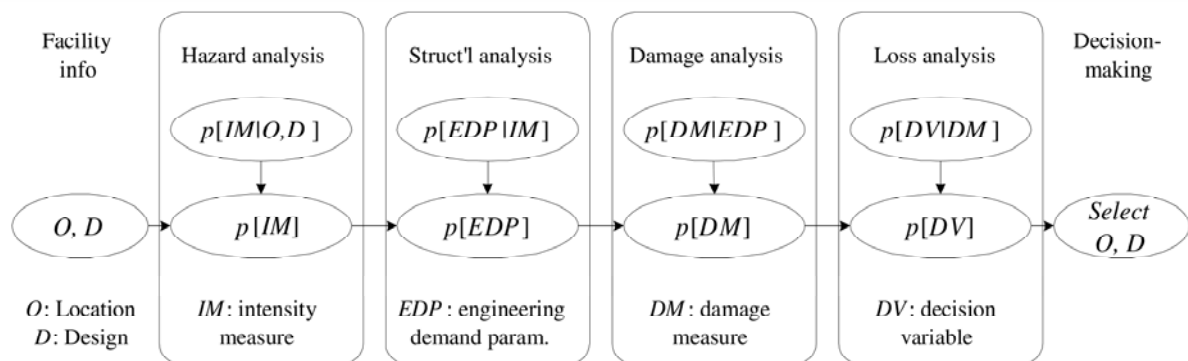 Facility
info
Hazard analysis
Struct'l analysis
Damage analysis
Loss analysis
Decision-
making
p[IM|O,D ]
p[EDP|IM]
p[DM|EDP ]
p[DV|DM ]
O, D
p[IM]
p[EDP]
p[DM]
p[DV]
Select
O, D
O: Location
D: Design
IM: intensity
measure
EDP: engineering
demand param.
DM: damage
measure
DV: decision
variable